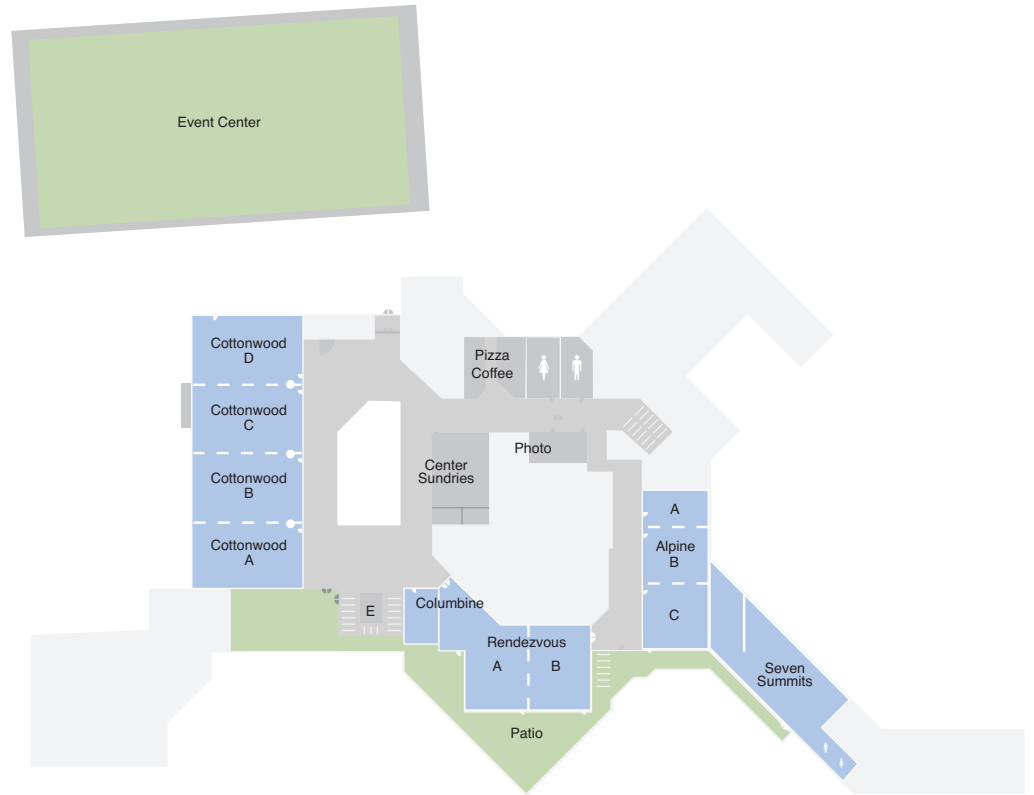 Event Center
Cottonwood
D
Pizza
Coffee
Cottonwood
C
Photo
Center
Sundries
Cottonwood
B
A
Cottonwood
A
Alpine
B
Columbine
E
C
Rendezvous
A
B
Seven
Summits
Patio